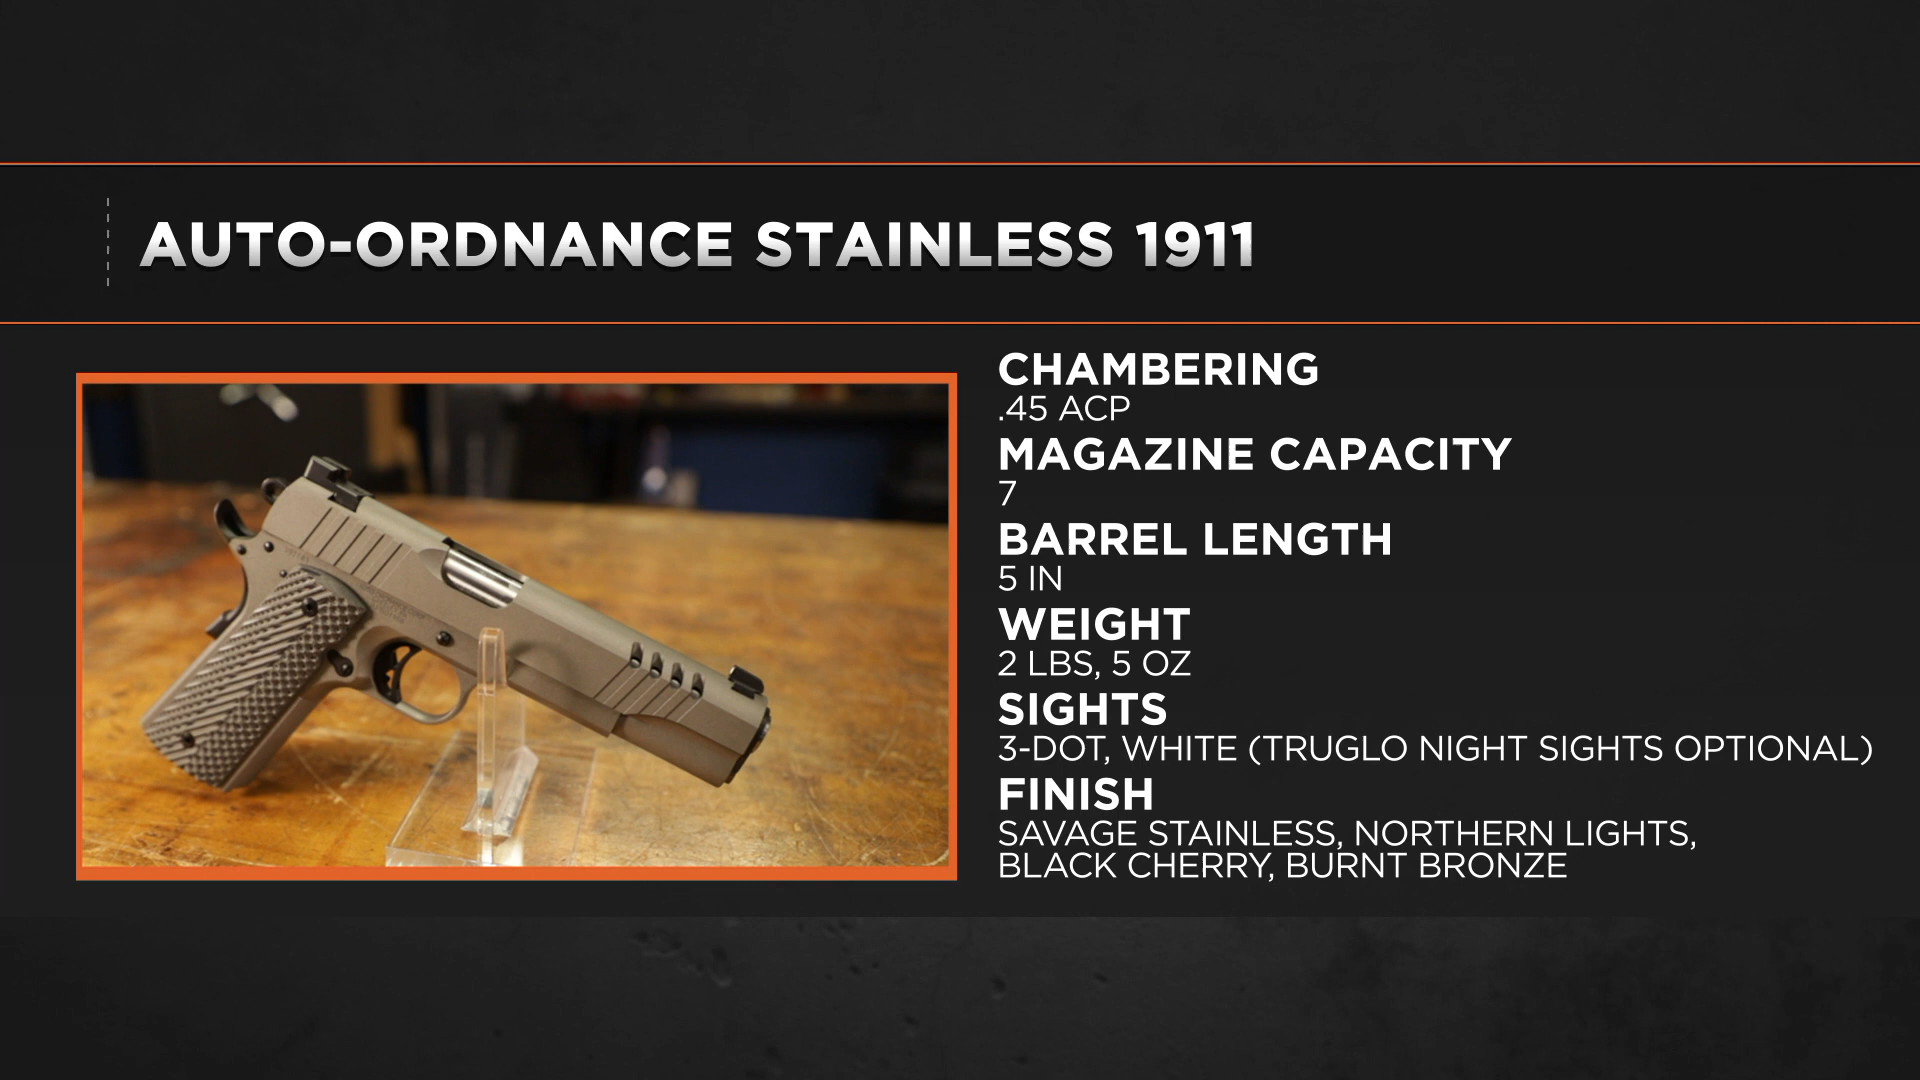 AUTO-ORDNANCE STAINLESS 1911
CHAMBERING
.45 ACP
MAGAZINE CAPACITY
7
BARREL LENGTH
5 IN
WEIGHT
2 LBS, 5 OZ
SIGHTS
3-DOT, WHITE (TRUGLO NIGHT SIGHTS OPTIONAL)
FINISH
SAVAGE STAINLESS, NORTHERN LIGHTS,
BLACK CHERRY, BURNT BRONZE